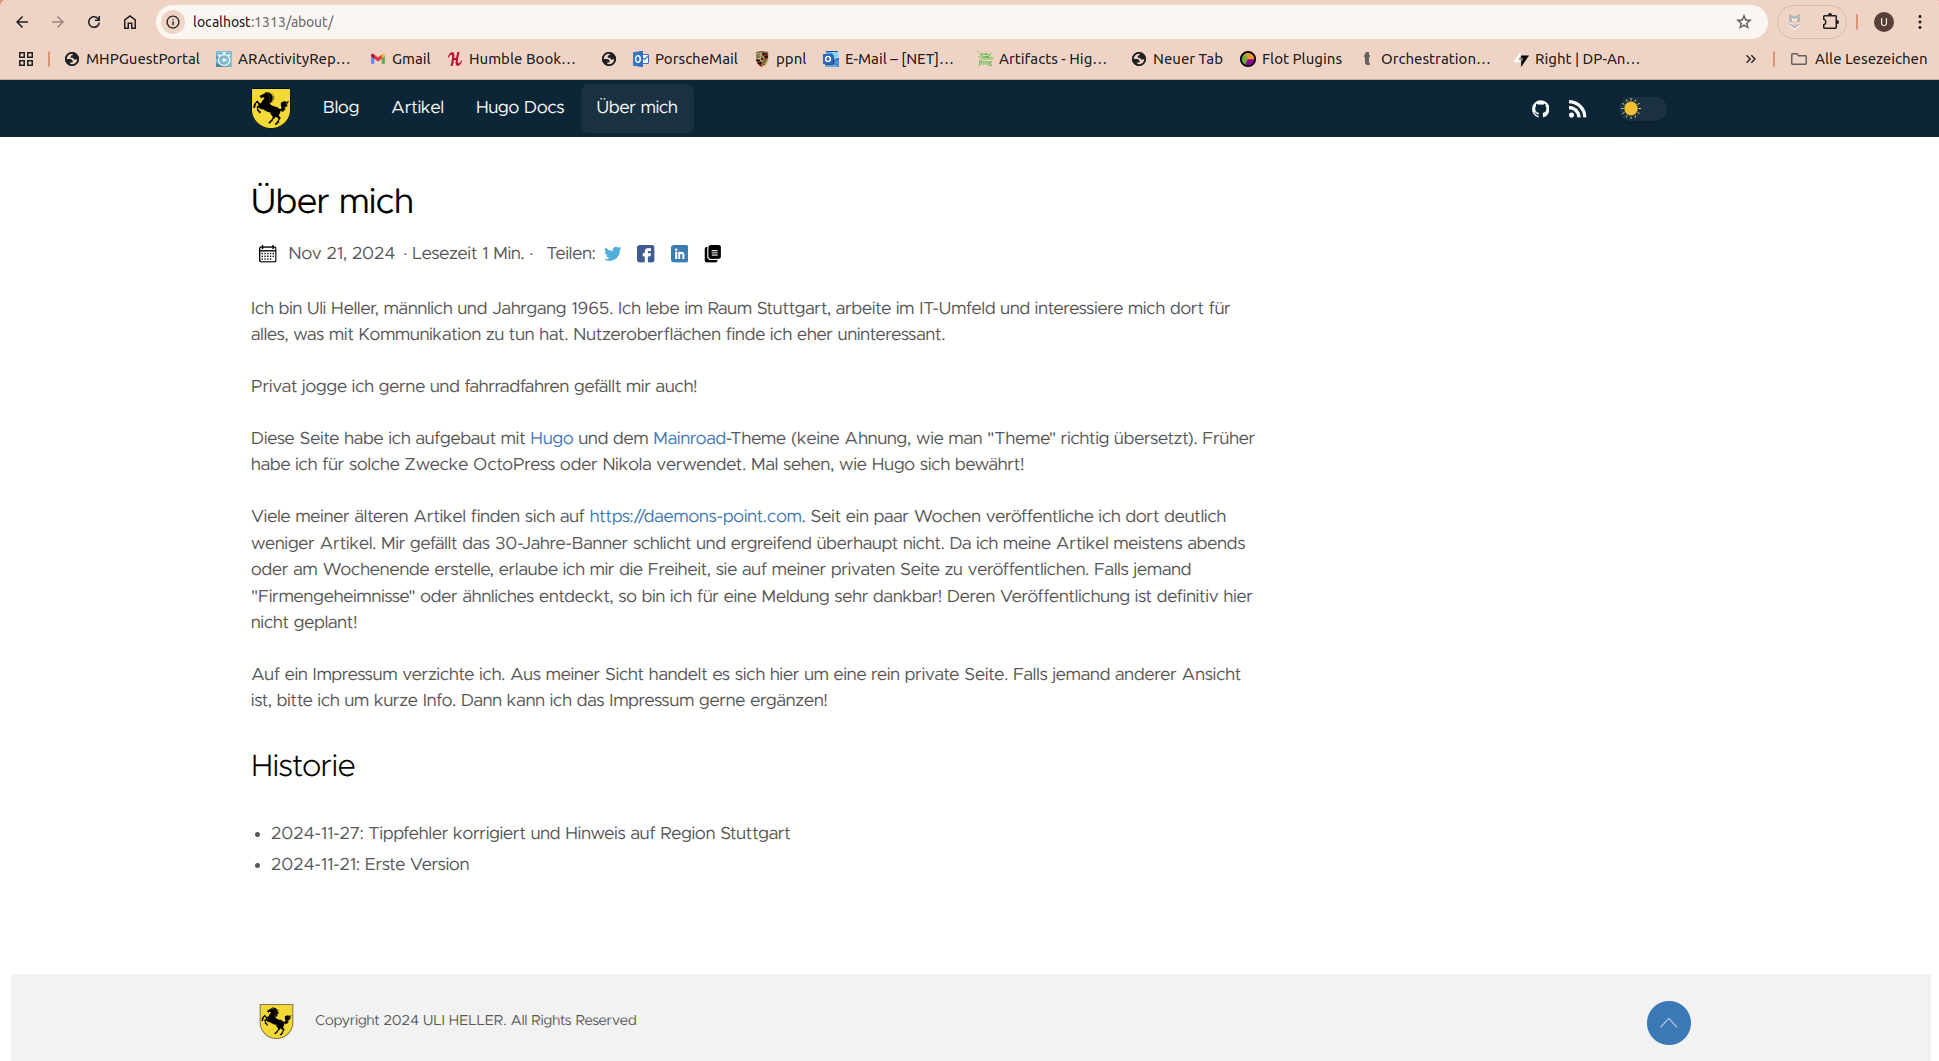 localhost:1313/about/
U
MHPGuestPortal ARActivityRep... Gmail Humble Book... PorscheMail ppnl E-Mail – [NET]... Artifacts - Hig... Neuer Tab Flot Plugins Orchestration... Right | DP-An... » Alle Lesezeichen
Blog Artikel Hugo Docs Über mich
Über mich
Nov 21, 2024 · Lesezeit 1 Min. · Teilen:
Ich bin Uli Heller, männlich und Jahrgang 1965. Ich lebe im Raum Stuttgart, arbeite im IT-Umfeld und interessiere mich dort für
alles, was mit Kommunikation zu tun hat. Nutzeroberflächen finde ich eher uninteressant.
Privat jogge ich gerne und fahrradfahren gefällt mir auch!
Diese Seite habe ich aufgebaut mit Hugo und dem Mainroad-Theme (keine Ahnung, wie man "Theme" richtig übersetzt). Früher
habe ich für solche Zwecke OctoPress oder Nikola verwendet. Mal sehen, wie Hugo sich bewährt!
Viele meiner älteren Artikel finden sich auf https://daemons-point.com. Seit ein paar Wochen veröffentliche ich dort deutlich
weniger Artikel. Mir gefällt das 30-Jahre-Banner schlicht und ergreifend überhaupt nicht. Da ich meine Artikel meistens abends
oder am Wochenende erstelle, erlaube ich mir die Freiheit, sie auf meiner privaten Seite zu veröffentlichen. Falls jemand
"Firmengeheimnisse" oder ähnliches entdeckt, so bin ich für eine Meldung sehr dankbar! Deren Veröffentlichung ist definitiv hier
nicht geplant!
Auf ein Impressum verzichte ich. Aus meiner Sicht handelt es sich hier um eine rein private Seite. Falls jemand anderer Ansicht
ist, bitte ich um kurze Info. Dann kann ich das Impressum gerne ergänzen!
Historie
• 2024-11-27: Tippfehler korrigiert und Hinweis auf Region Stuttgart
• 2024-11-21: Erste Version
Copyright 2024 ULI HELLER. All Rights Reserved